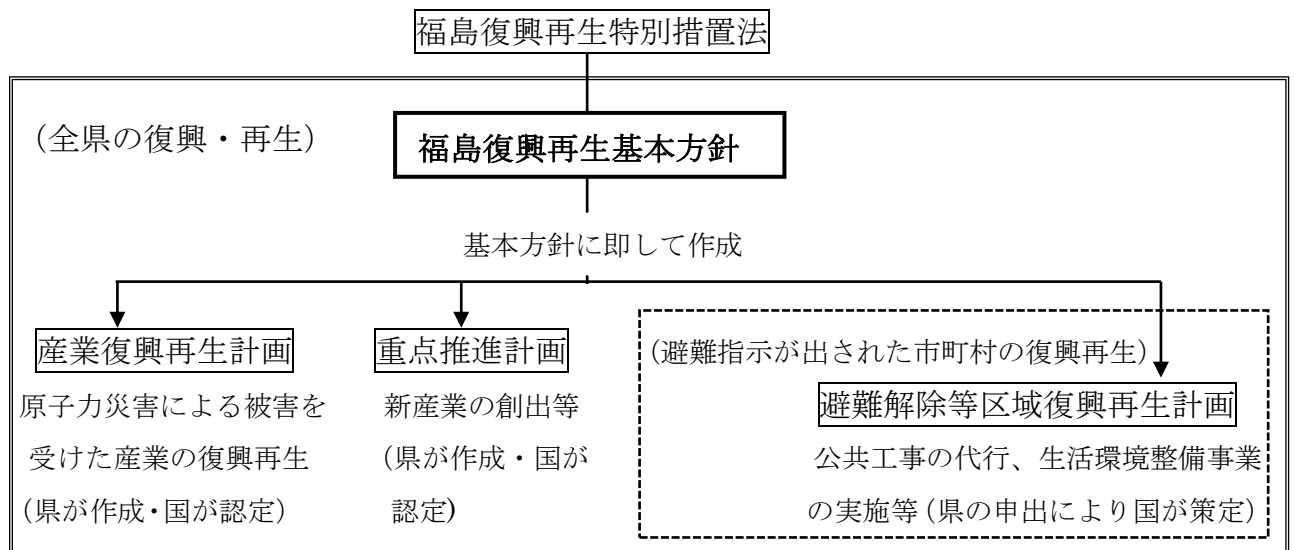 福島復興再生特別措置法
(全県の復興・再生)
福島復興再生基本方針
基本方針に即して作成
産業復興再生計画
原子力災害による被害を
受けた産業の復興再生
(県が作成・国が認定)
重点推進計画
新産業の創出等
(県が作成・国が
認定)
(避難指示が出された市町村の復興再生)
避難解除等区域復興再生計画
公共工事の代行、生活環境整備事業
の実施等(県の申出により国が策定)